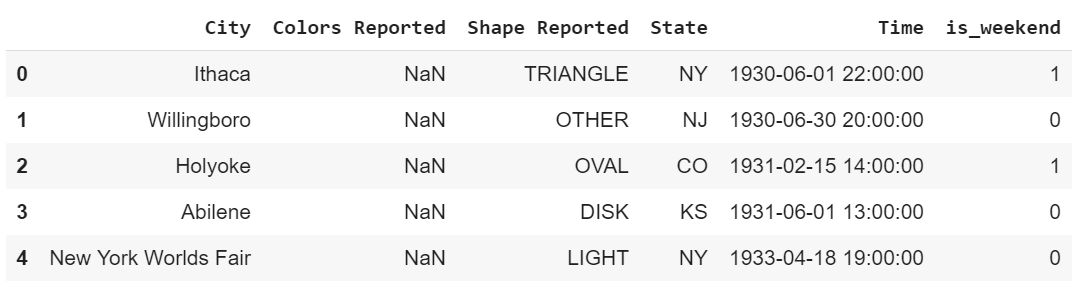 City Colors Reported Shape Reported State Time is_weekend
0 Ithaca NaN TRIANGLE NY 1930-06-01 22:00:00 1
1 Willingboro NaN OTHER NJ 1930-06-30 20:00:00 0
2 Holyoke NaN OVAL CO 1931-02-15 14:00:00 1
3 Abilene NaN DISK KS 1931-06-01 13:00:00 0
4 New York Worlds Fair NaN LIGHT NY 1933-04-18 19:00:00 0